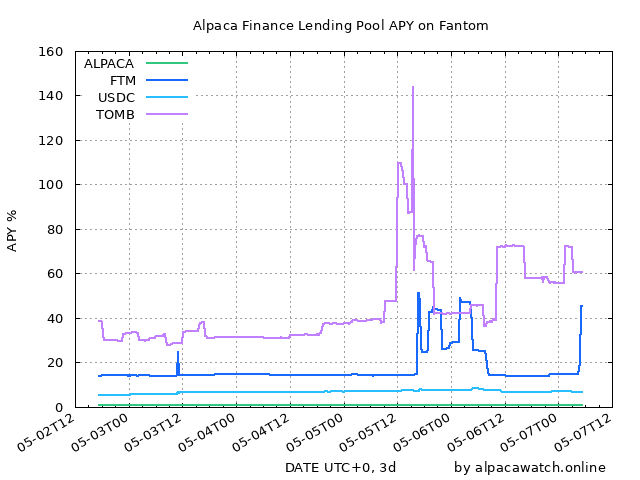 Alpaca Finance Lending Pool APY on Fantom
160
140
120
100
80
60
40
20
0
APY %
ALPACA
FTM
USDC
TOMB
05-02T12
05-03T00
05-03T12
05-04T00
05-04T12
05-05T00
05-05T12
05-06T00
05-06T12
05-07T00
05-07T12
DATE UTC+0, 3d
by alpacawatch.online